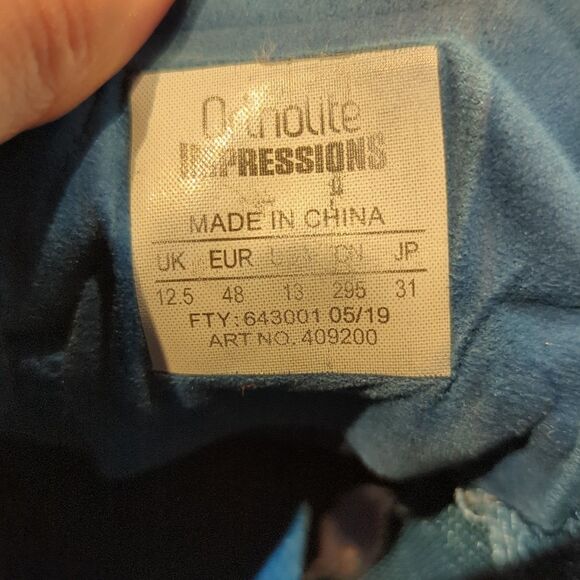 Ortholite
IMPRESSIONS
MADE IN CHINA
UK EUR CN JP
12.5 48 13 295 31
FTY: 643001 05/19
ART NO. 409200